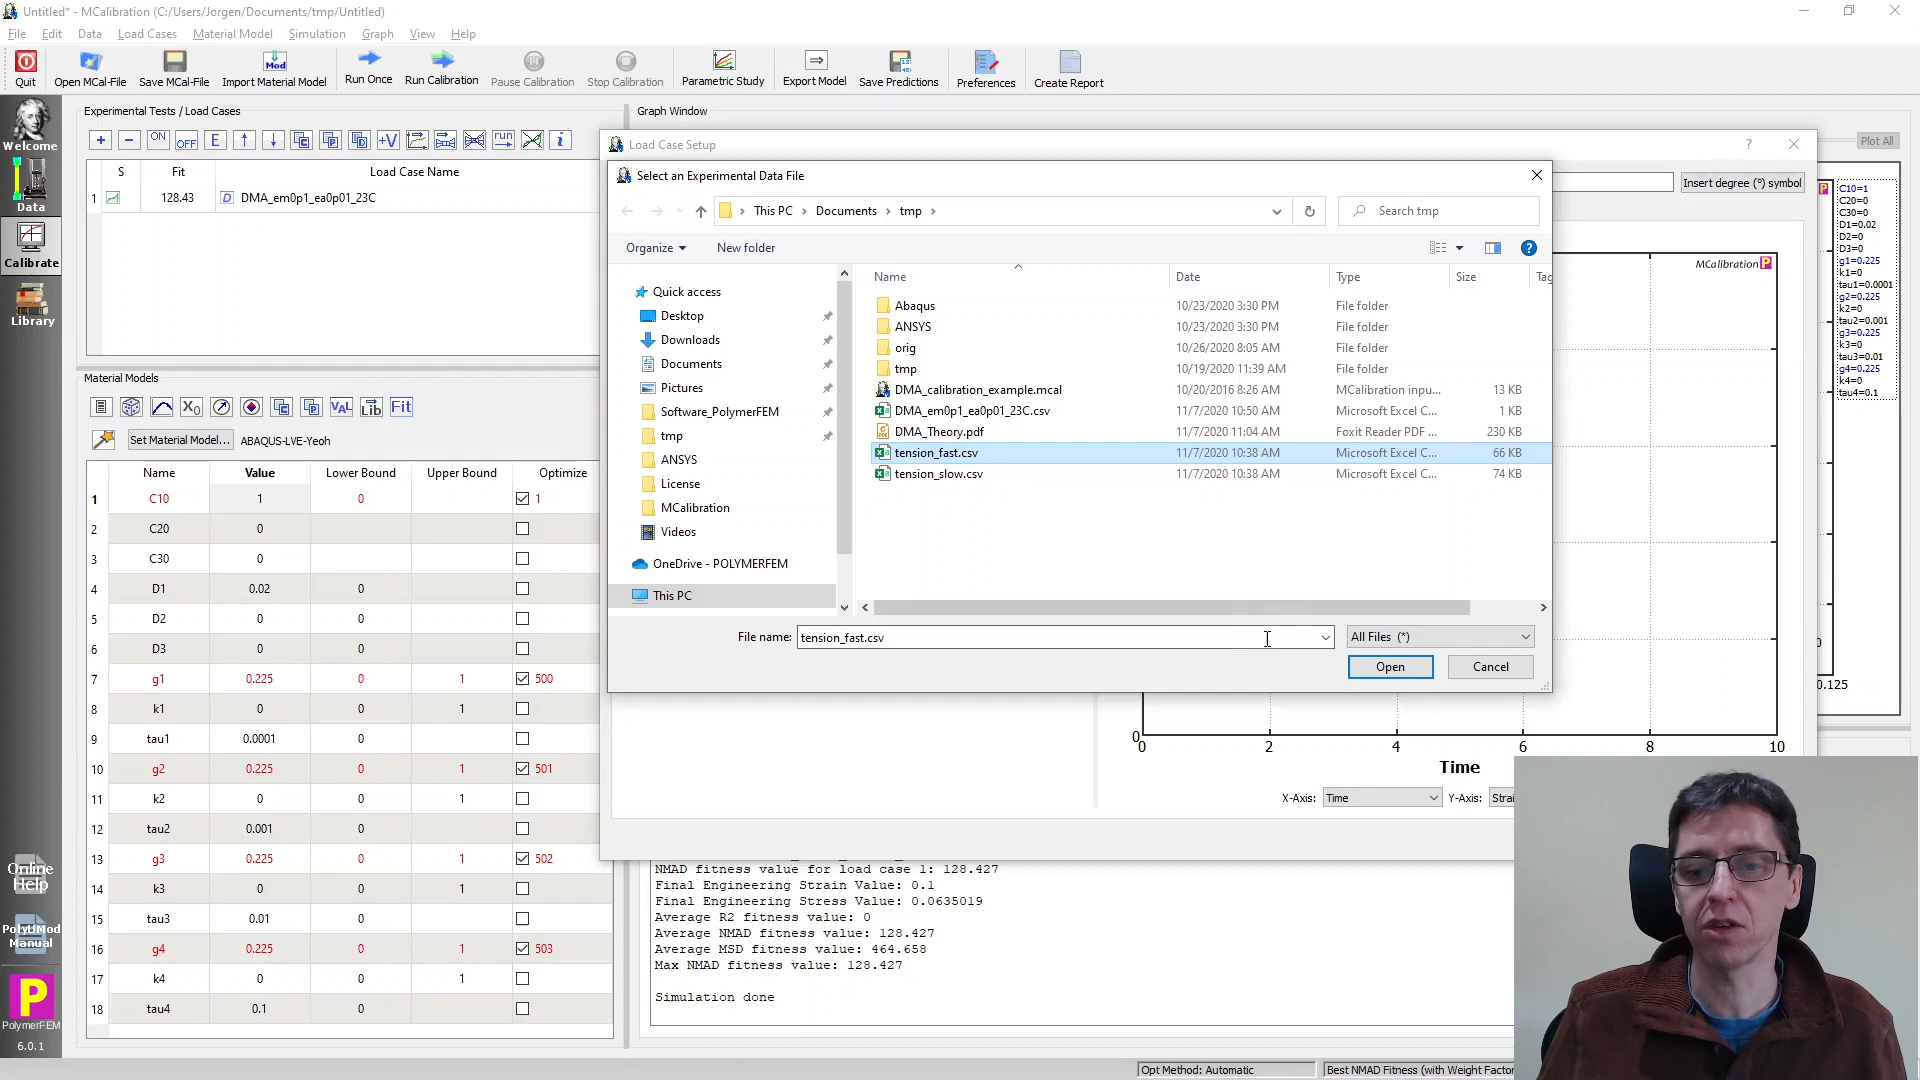 Untitled* - MCalibration (C:/Users/Jorgen/Documents/tmp/Untitled)
File Edit Data Load Cases Material Model Simulation Graph View Help
Quit Open MCal-File Save MCal-File Import Material Model Run Once Run Calibration Pause Calibration Stop Calibration Parametric Study Export Model Save Predictions Preferences Create Report
Welcome
Data
Calibrate
Library
Online Help
PolyUMod Manual
PolymerFEM
6.0.1
Experimental Tests / Load Cases
ON OFF E +V run i
S Fit Load Case Name
1 128.43 D DMA_em0p1_ea0p01_23C
Material Models
X0 VAL Lib Fit
Set Material Model... ABAQUS-LVE-Yeoh
Name Value Lower Bound Upper Bound Optimize
1 C10 1 0 1
2 C20 0
3 C30 0
4 D1 0.02 0
5 D2 0 0
6 D3 0 0
7 g1 0.225 0 1 500
8 k1 0 0 1
9 tau1 0.0001 0
10 g2 0.225 0 1 501
11 k2 0 0 1
12 tau2 0.001 0
13 g3 0.225 0 1 502
14 k3 0 0 1
15 tau3 0.01 0
16 g4 0.225 0 1 503
17 k4 0 0 1
18 tau4 0.1 0
Graph Window
Plot All
Load Case Setup ?
Insert degree (º) symbol
Select an Experimental Data File
This PC > Documents > tmp >
Search tmp
Organize New folder
Quick access
Desktop
Downloads
Documents
Pictures
Software_PolymerFEM
tmp
ANSYS
License
MCalibration
Videos
OneDrive - POLYMERFEM
This PC
Name Date Type Size Tag
Abaqus 10/23/2020 3:30 PM File folder
ANSYS 10/23/2020 3:30 PM File folder
orig 10/26/2020 8:05 AM File folder
tmp 10/19/2020 11:39 AM File folder
DMA_calibration_example.mcal 10/20/2016 8:26 AM MCalibration inpu... 13 KB
DMA_em0p1_ea0p01_23C.csv 11/7/2020 10:50 AM Microsoft Excel C... 1 KB
DMA_Theory.pdf 11/7/2020 11:04 AM Foxit Reader PDF ... 230 KB
tension_fast.csv 11/7/2020 10:38 AM Microsoft Excel C... 66 KB
tension_slow.csv 11/7/2020 10:38 AM Microsoft Excel C... 74 KB
File name: tension_fast.csv All Files (*)
Open Cancel
MCalibration P
0
0 2 4 6 8 10
Time
X-Axis: Time Y-Axis: Strai
P
C10=1
C20=0
C30=0
D1=0.02
D2=0
D3=0
g1=0.225
k1=0
tau1=0.0001
g2=0.225
k2=0
tau2=0.001
g3=0.225
k3=0
tau3=0.01
g4=0.225
k4=0
tau4=0.1
0.125
NMAD fitness value for load case 1: 128.427
Final Engineering Strain Value: 0.1
Final Engineering Stress Value: 0.0635019
Average R2 fitness value: 0
Average NMAD fitness value: 128.427
Average MSD fitness value: 464.658
Max NMAD fitness value: 128.427
Simulation done
Opt Method: Automatic Best NMAD Fitness (with Weight Factor